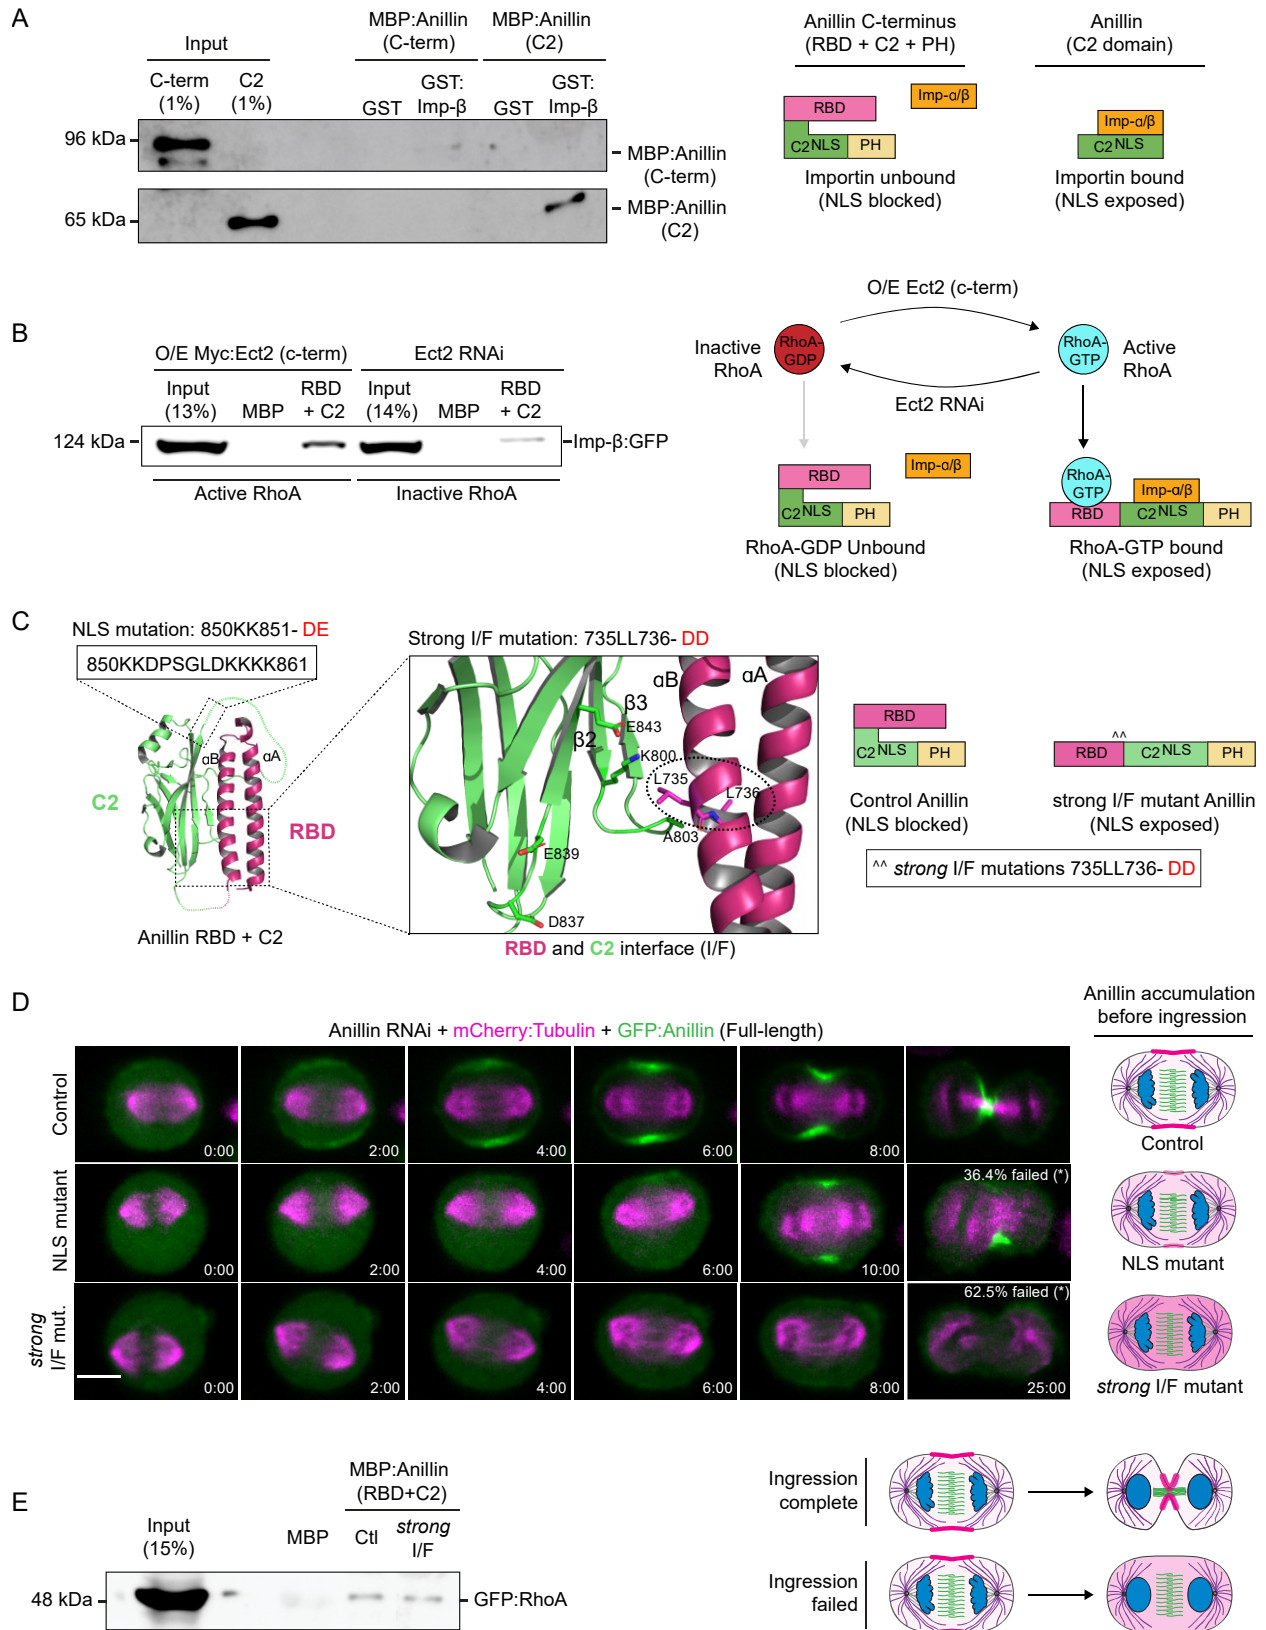 A
Input
MBP:Anillin
(C-term)
MBP:Anillin
(C2)
C-term
(1%)
C2
(1%)
GST
GST:
Imp-β
GST
GST:
Imp-β
96 kDa
MBP:Anillin
(C-term)
65 kDa
MBP:Anillin
(C2)
Anillin C-terminus
(RBD + C2 + PH)
Anillin
(C2 domain)
RBD
Imp-α/β
C2 NLS
PH
Imp-α/β
C2 NLS
Importin unbound
(NLS blocked)
Importin bound
(NLS exposed)
B
O/E Myc:Ect2 (c-term)
Ect2 RNAi
Input
(13%)
MBP
RBD
+ C2
Input
(14%)
MBP
RBD
+ C2
124 kDa
Imp-β:GFP
Active RhoA
Inactive RhoA
O/E Ect2 (c-term)
Inactive
RhoA
RhoA-
GDP
RhoA-
GTP
Active
RhoA
Ect2 RNAi
RBD
Imp-α/β
C2 NLS
PH
RhoA-
GTP
Imp-α/β
RBD
C2 NLS
PH
RhoA-GDP Unbound
(NLS blocked)
RhoA-GTP bound
(NLS exposed)
C
NLS mutation: 850KK851- DE
850KKDPSGLDKKKK861
αB
αA
C2
RBD
Anillin RBD + C2
Strong I/F mutation: 735LL736- DD
αB
αA
β3
β2
E843
K800
L735
L736
A803
E839
D837
RBD and C2 interface (I/F)
RBD
C2 NLS
PH
^^
RBD
C2 NLS
PH
Control Anillin
(NLS blocked)
strong I/F mutant Anillin
(NLS exposed)
^^ strong I/F mutations 735LL736- DD
D
Anillin RNAi + mCherry:Tubulin + GFP:Anillin (Full-length)
Anillin accumulation
before ingression
Control
0:00
2:00
4:00
6:00
8:00
Control
NLS mutant
0:00
2:00
4:00
6:00
10:00
36.4% failed (*)
NLS mutant
strong
I/F mut.
0:00
2:00
4:00
6:00
8:00
62.5% failed (*)
25:00
strong I/F mutant
E
Input
(15%)
MBP
MBP:Anillin
(RBD+C2)
Ctl
strong
I/F
48 kDa
GFP:RhoA
Ingression
complete
Ingression
failed